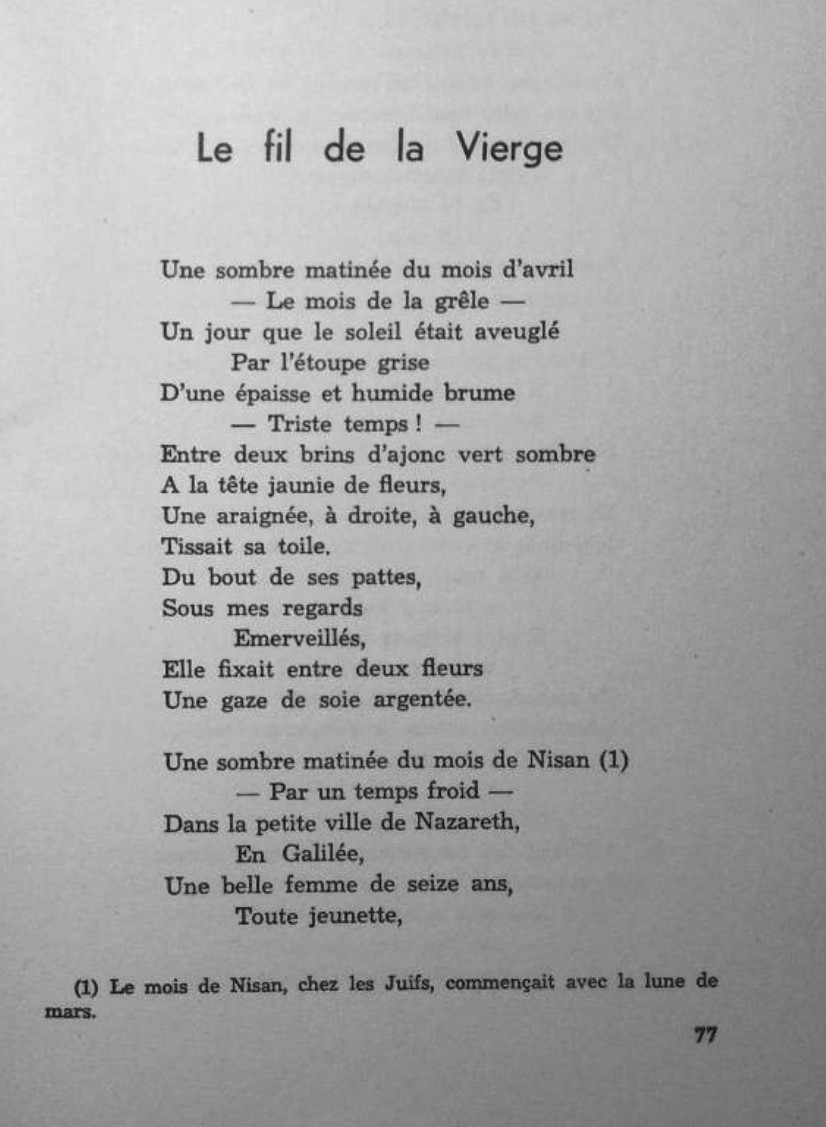 Le fil de la Vierge
Une sombre matinée du mois d'avril
— Le mois de la grêle —
Un jour que le soleil était aveuglé
Par l'étoupe grise
D'une épaisse et humide brume
— Triste temps ! —
Entre deux brins d'ajonc vert sombre
A la tête jaunie de fleurs,
Une araignée, à droite, à gauche,
Tissait sa toile.
Du bout de ses pattes,
Sous mes regards
Emerveillés,
Elle fixait entre deux fleurs
Une gaze de soie argentée.
Une sombre matinée du mois de Nisan (1)
— Par un temps froid —
Dans la petite ville de Nazareth,
En Galilée,
Une belle femme de seize ans,
Toute jeunette,
(1) Le mois de Nisan, chez les Juifs, commençait avec la lune de
mars.
77